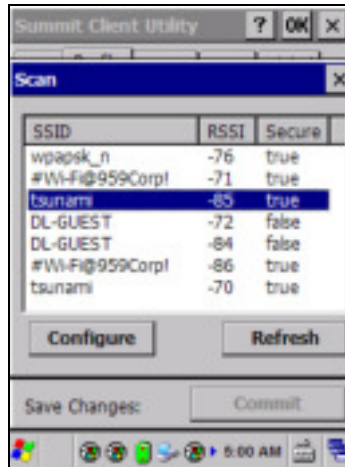 Summit Client Utility ? OK ×
Scan ×
SSID RSSI Secure
wpapsk_n -76 true
#Wi-Fi@959Corp! -71 true
tsunami -85 true
DL-GUEST -72 false
DL-GUEST -84 false
#Wi-Fi@959Corp! -86 true
tsunami -70 true
Configure Refresh
Save Changes: Commit
5:00 AM